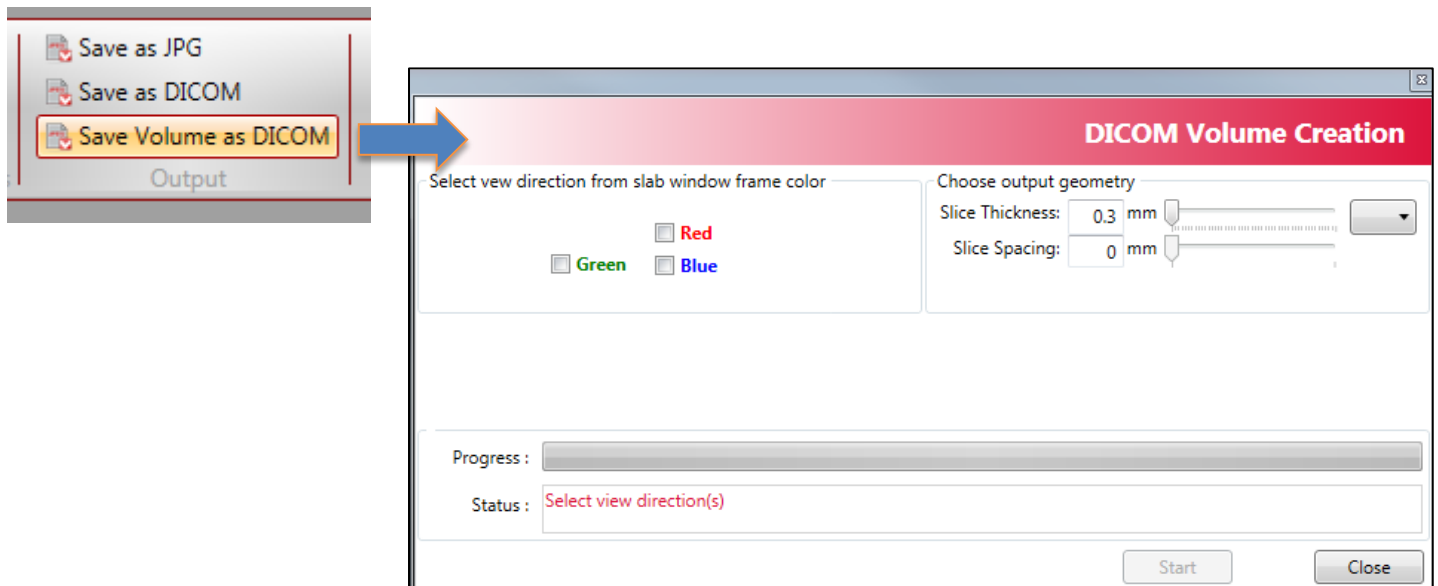 Save as JPG
Save as DICOM
Save Volume as DICOM
Output
DICOM Volume Creation
Select vew direction from slab window frame color
Red
Green
Blue
Choose output geometry
Slice Thickness: 0.3 mm
Slice Spacing: 0 mm
Progress :
Status : Select view direction(s)
Start
Close